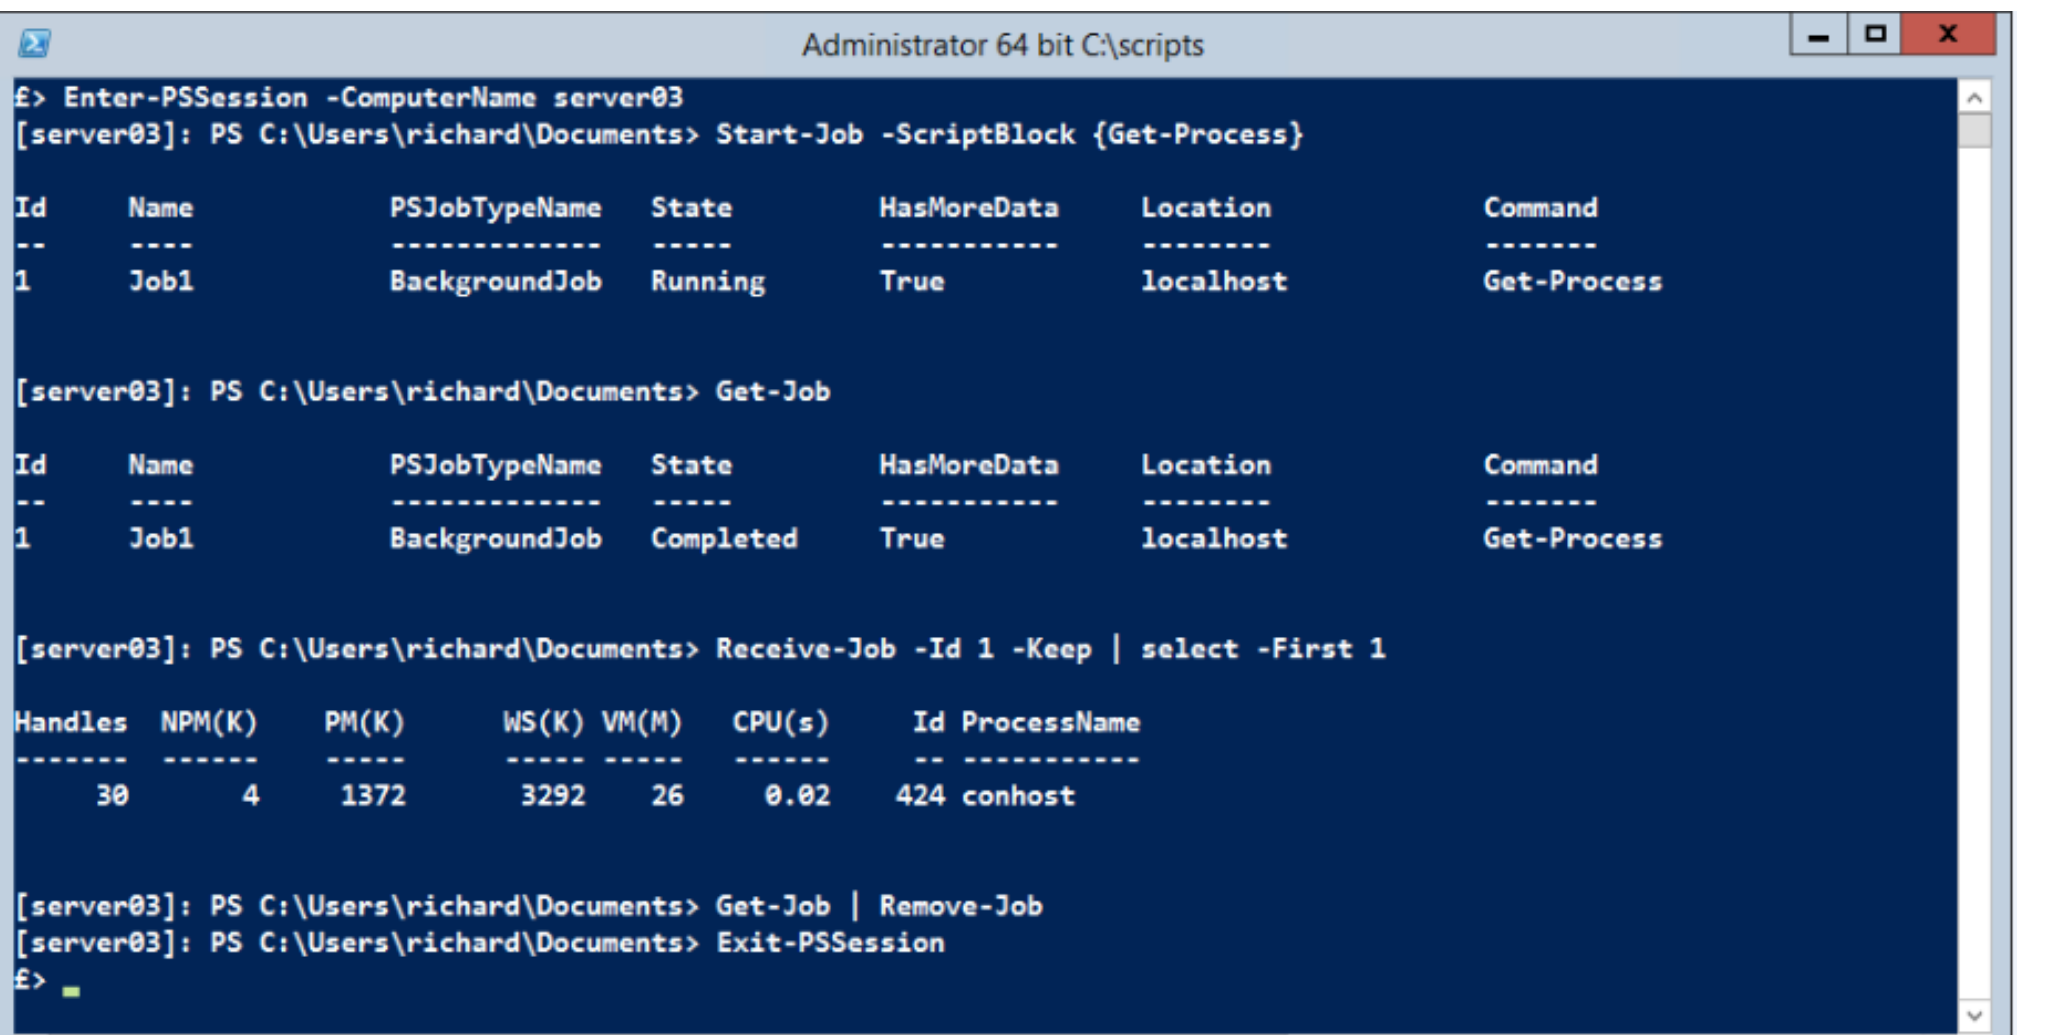 Administrator 64 bit C:\scripts
£> Enter-PSSession -ComputerName server03
[server03]: PS C:\Users\richard\Documents> Start-Job -ScriptBlock {Get-Process}
Id Name PSJobTypeName State HasMoreData Location Command
-- ---- ------------- ----- ----------- -------- -------
1 Job1 BackgroundJob Running True localhost Get-Process
[server03]: PS C:\Users\richard\Documents> Get-Job
Id Name PSJobTypeName State HasMoreData Location Command
-- ---- ------------- ----- ----------- -------- -------
1 Job1 BackgroundJob Completed True localhost Get-Process
[server03]: PS C:\Users\richard\Documents> Receive-Job -Id 1 -Keep | select -First 1
Handles NPM(K) PM(K) WS(K) VM(M) CPU(s) Id ProcessName
------- ------ ----- ----- ----- ------ -- -----------
30 4 1372 3292 26 0.02 424 conhost
[server03]: PS C:\Users\richard\Documents> Get-Job | Remove-Job
[server03]: PS C:\Users\richard\Documents> Exit-PSSession
£>